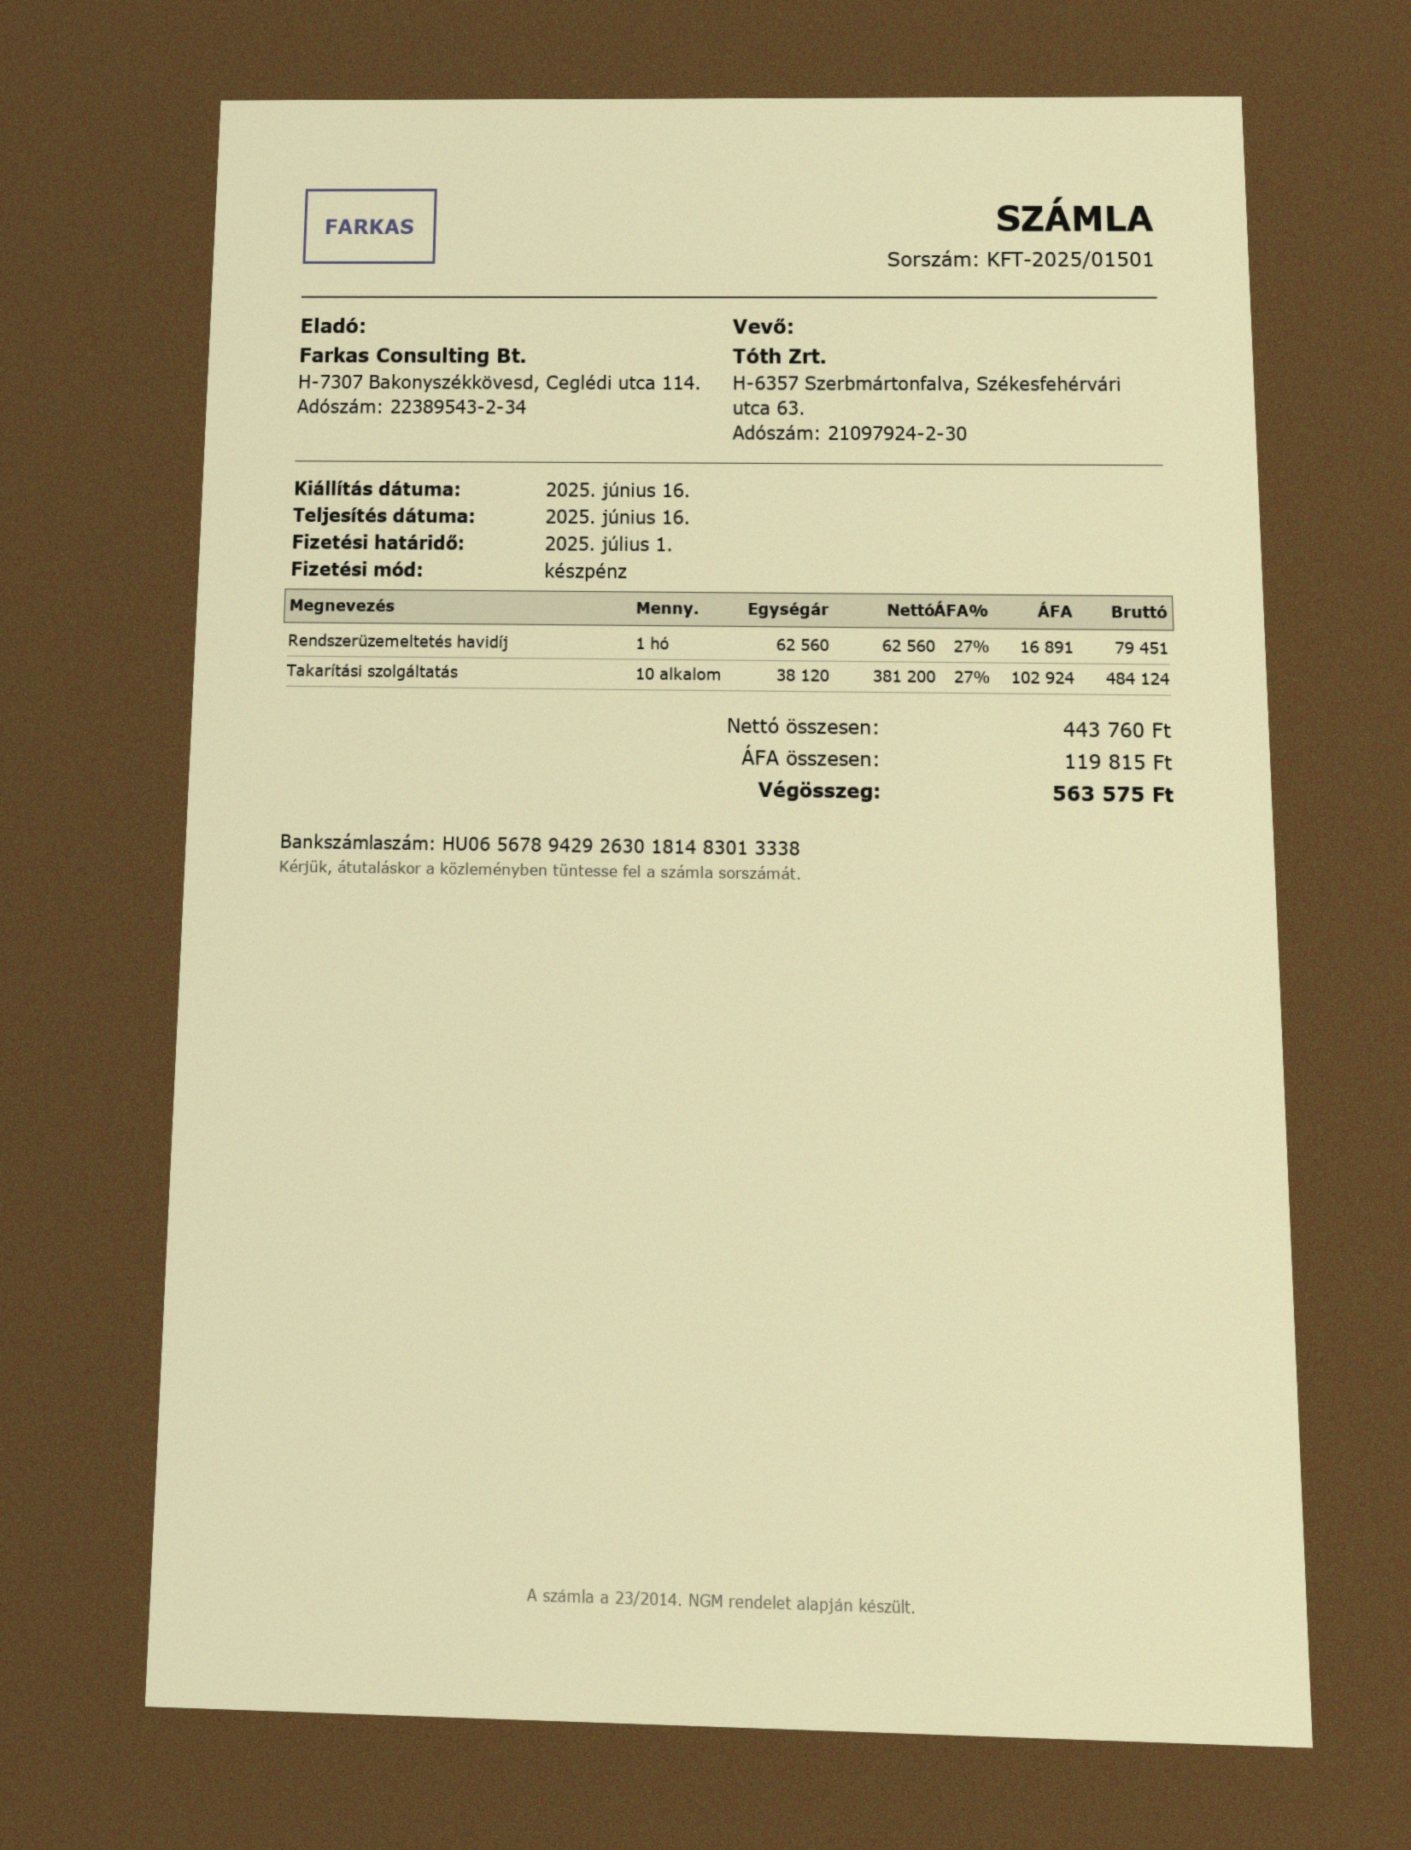 FARKAS
SZÁMLA
Sorszám: KFT-2025/01501
Eladó:
Farkas Consulting Bt.
H-7307 Bakonyszékkövesd, Ceglédi utca 114.
Adószám: 22389543-2-34
Vevő:
Tóth Zrt.
H-6357 Szerbmártonfalva, Székesfehérvári
utca 63.
Adószám: 21097924-2-30
Kiállítás dátuma: 2025. június 16.
Teljesítés dátuma: 2025. június 16.
Fizetési határidő: 2025. július 1.
Fizetési mód: készpénz
Megnevezés Menny. Egységár Nettó ÁFA% ÁFA Bruttó
Rendszerüzemeltetés havidíj 1 hó 62 560 62 560 27% 16 891 79 451
Takarítási szolgáltatás 10 alkalom 38 120 381 200 27% 102 924 484 124
Nettó összesen: 443 760 Ft
ÁFA összesen: 119 815 Ft
Végösszeg: 563 575 Ft
Bankszámlaszám: HU06 5678 9429 2630 1814 8301 3338
Kérjük, átutaláskor a közleményben tüntesse fel a számla sorszámát.
A számla a 23/2014. NGM rendelet alapján készült.